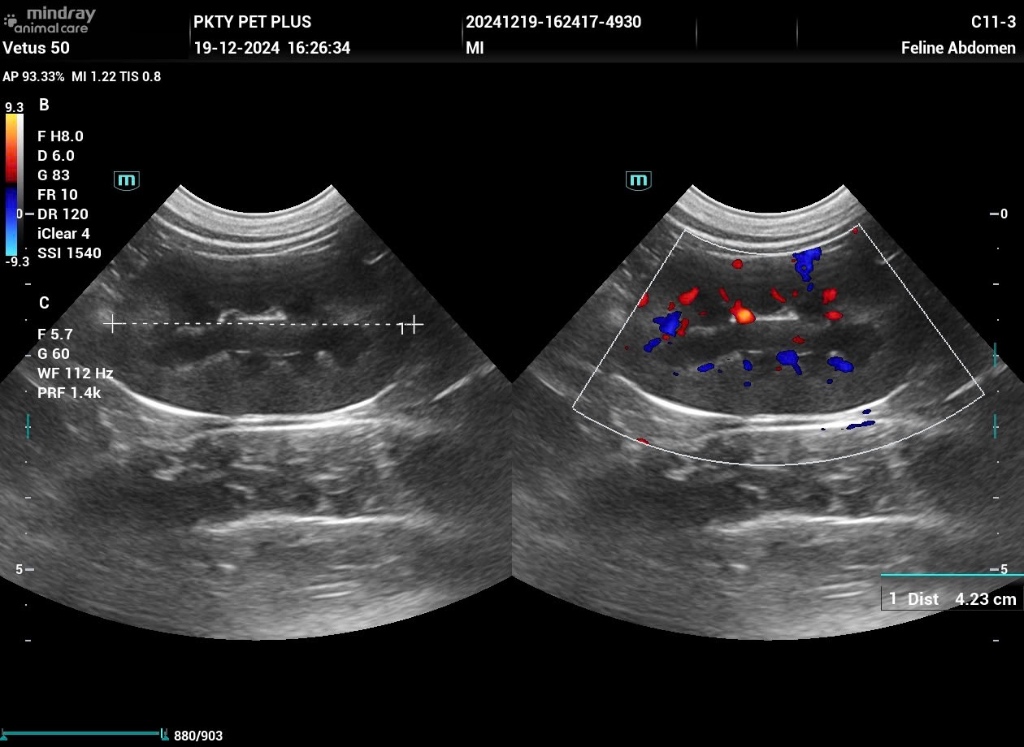 mindray
animalcare
PKTY PET PLUS
20241219-162417-4930
C11-3
Vetus 50
19-12-2024 16:26:34
MI
Feline Abdomen
AP 93.33% MI 1.22 TIS 0.8
9.3
B
F H8.0
D 6.0
G 83
FR 10
0
DR 120
iClear 4
-9.3
SSI 1540
m
m
0
C
1
F 5.7
G 60
WF 112 Hz
PRF 1.4k
5
5
1 Dist 4.23 cm
880/903